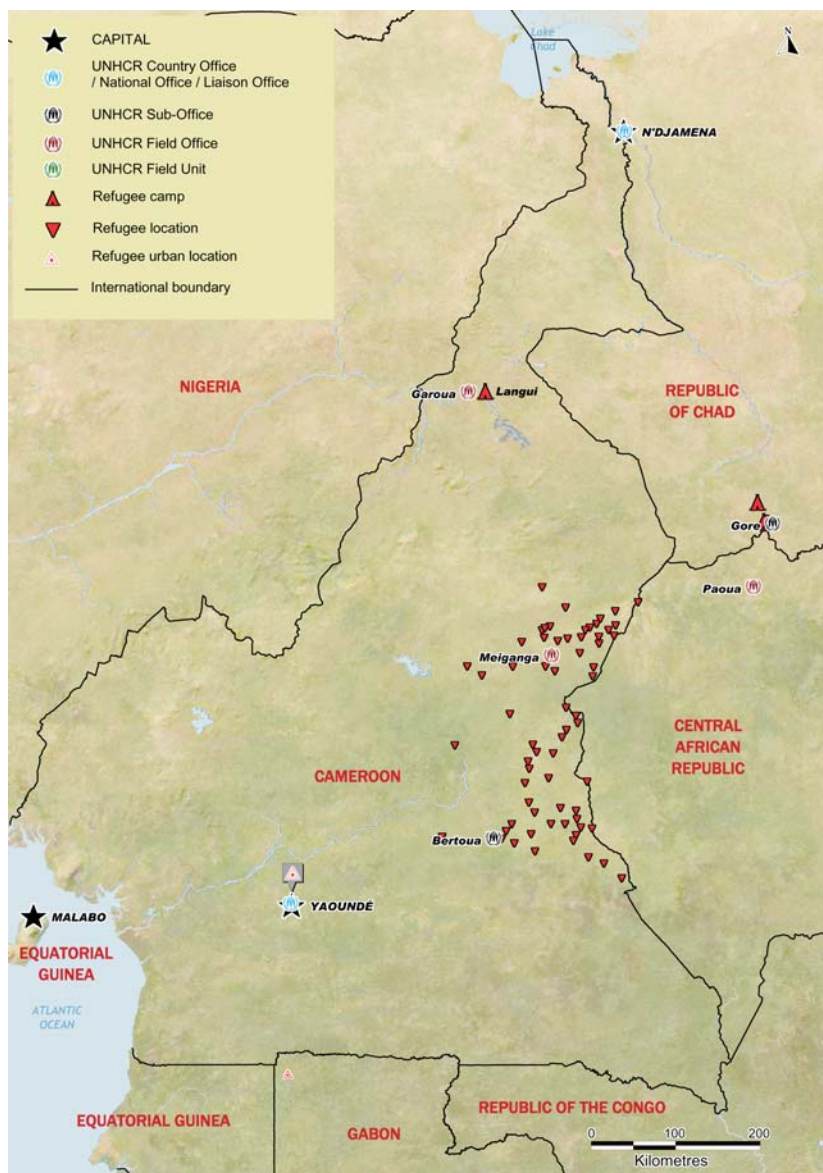 CAPITAL
UNHCR Country Office
/ National Office / Liaison Office
UNHCR Sub-Office
UNHCR Field Office
UNHCR Field Unit
Refugee camp
Refugee location
Refugee urban location
International boundary
Lake
Chad
N
N'DJAMENA
NIGERIA
Garoua
Langui
REPUBLIC
OF CHAD
Gore
Paoua
Meiganga
CENTRAL
AFRICAN
REPUBLIC
CAMEROON
Bertoua
YAOUNDÉ
MALABO
EQUATORIAL
GUINEA
ATLANTIC
OCEAN
EQUATORIAL GUINEA
GABON
REPUBLIC OF THE CONGO
0 100 200
Kilometres